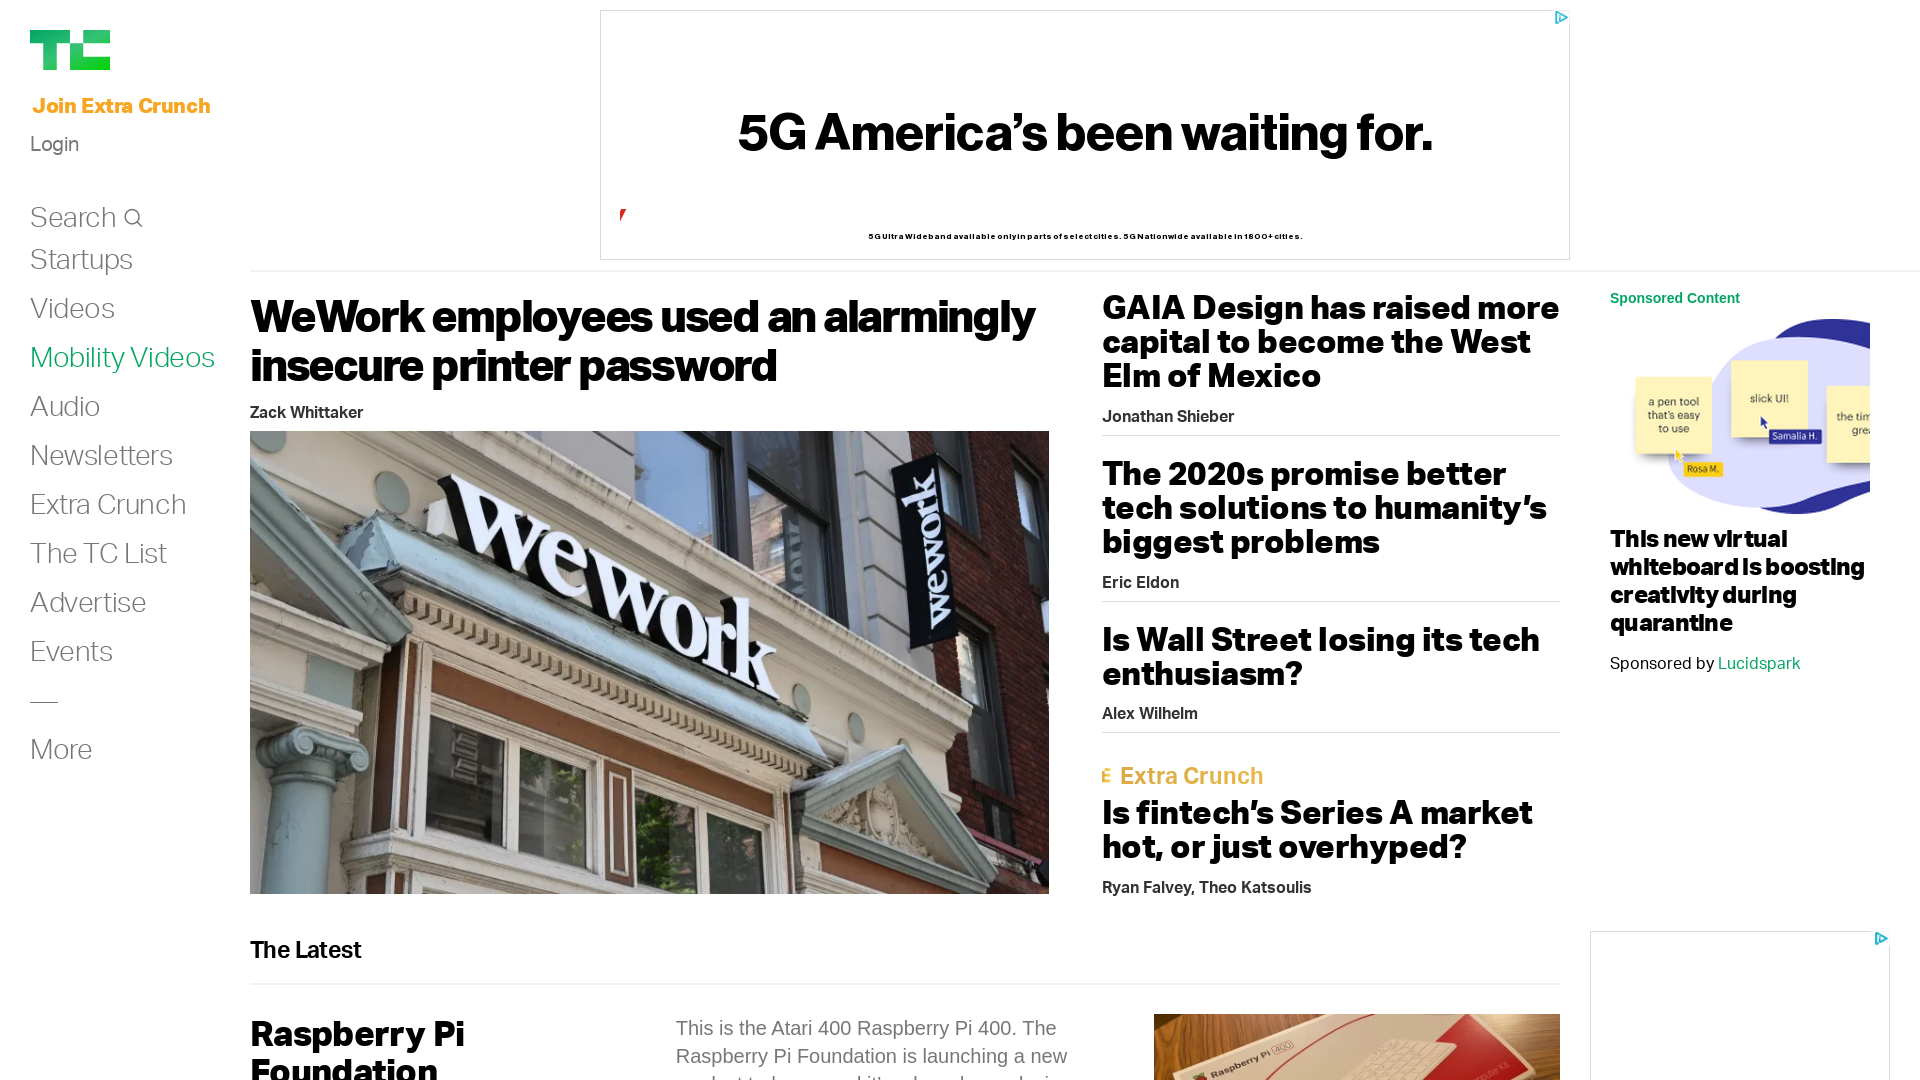 TC
Join Extra Crunch
Login
Search
Startups
Videos
Mobility Videos
Audio
Newsletters
Extra Crunch
The TC List
Advertise
Events
More
5G America's been waiting for.
5G Ultra Wideband available only in parts of select cities. 5G Nationwide available in 1800+ cities.
WeWork employees used an alarmingly
insecure printer password
Zack Whittaker
wework
wework
GAIA Design has raised more
capital to become the West
Elm of Mexico
Jonathan Shieber
The 2020s promise better
tech solutions to humanity's
biggest problems
Eric Eldon
Is Wall Street losing its tech
enthusiasm?
Alex Wilhelm
Extra Crunch
Is fintech's Series A market
hot, or just overhyped?
Ryan Falvey, Theo Katsoulis
Sponsored Content
a pen tool
that's easy
to use
Rosa M.
slick UI!
Samalla H.
the
This new virtual
whiteboard is boosting
creativity during
quarantine
Sponsored by Lucidspark
The Latest
Raspberry Pi
Foundation
This is the Atari 400 Raspberry Pi 400. The
Raspberry Pi Foundation is launching a new
Raspberry Pi 400